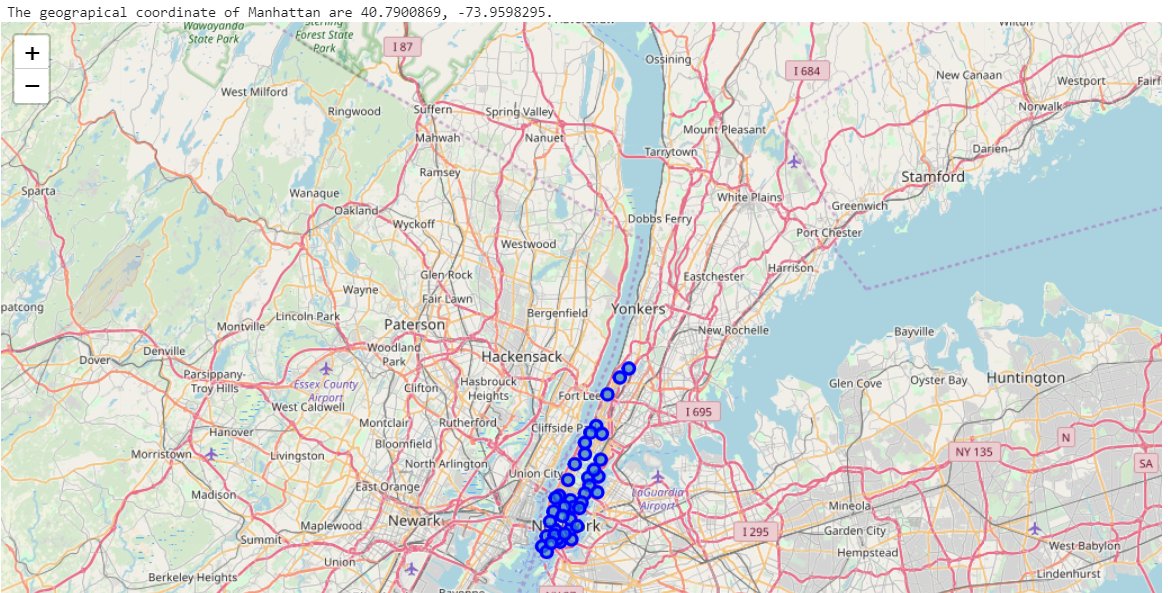 The geograpical coordinate of Manhattan are 40.7900869, -73.9598295.
+
−
Wawayanda
State Park
Forest State
Park
I 87
Ossining
I 684
New Canaan
Westport
West Milford
Ringwood
Suffern
Spring Valley
Norwalk
Mahwah
Nanuet
Mount Pleasant
Darien
Tarrytown
Ramsey
Stamford
Sparta
Wanaque
White Plains
Oakland
Greenwich
Wyckoff
Dobbs Ferry
Port Chester
Westwood
Harrison
Glen Rock
Eastchester
Wayne
Fair Lawn
patcong
Lincoln Park
Bergenfield
Yonkers
Montville
Paterson
New Rochelle
Bayville
Denville
Woodland
Park
Hackensack
Dover
Parsippany-
Troy Hills
Essex County
Airport
Clifton
Hasbrouck
Heights
Fort Lee
Glen Cove
Oyster Bay
Huntington
West Caldwell
I 695
Montclair
Rutherford
Cliffside Pa
Hanover
Bloomfield
N
Morristown
Livingston
North Arlington
NY 135
SA
Union City
East Orange
LaGuardia
Airport
Madison
Mineola
Maplewood
Newark
N rk
I 295
Garden City
Summit
Hempstead
West Babylon
Union
Lindenhurst
Berkeley Heights